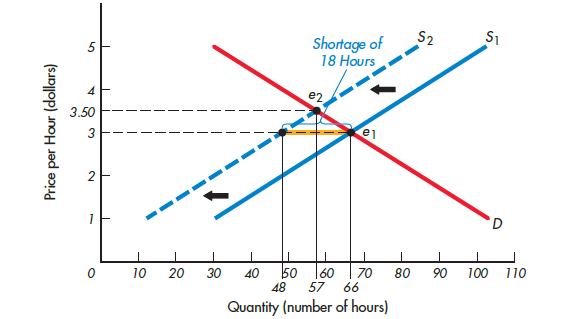 Shortage of
18 Hours
S2
S1
Price per Hour (dollars)
5
4
3.50
3
2
1
e2
e1
D
0 10 20 30 40 50 60 70 80 90 100 110
48 57 66
Quantity (number of hours)